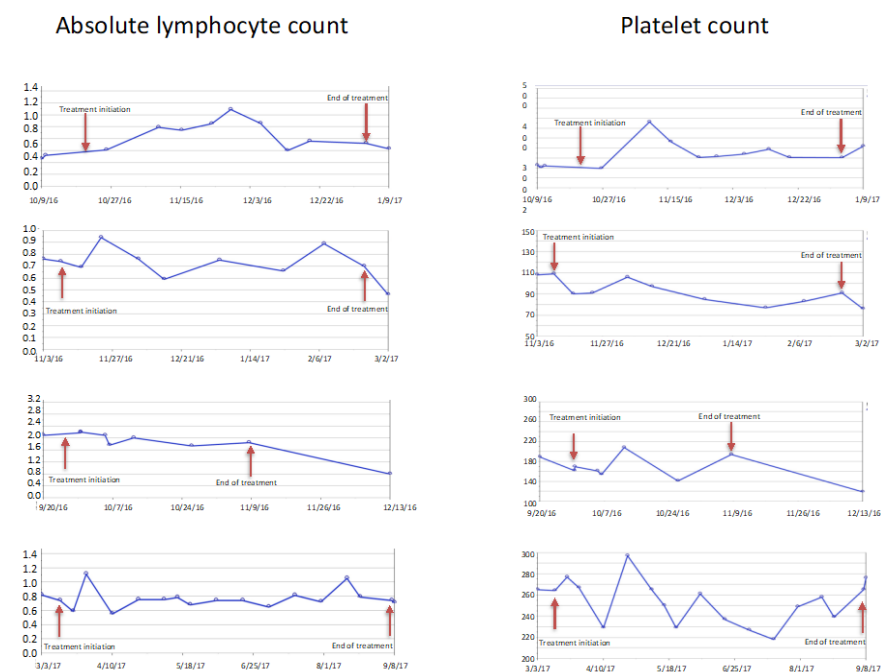 Absolute lymphocyte count
Platelet count
1.4
1.2
1.0
0.8
0.6
0.4
0.2
0.0
Treatment initiation
End of treatment
10/9/16 10/27/16 11/15/16 12/3/16 12/22/16 1/9/17
5
0
0
4
0
0
3
0
0
2
Treatment initiation
End of treatment
10/9/16 10/27/16 11/15/16 12/3/16 12/22/16 1/9/17
1.0
0.9
0.8
0.7
0.6
0.5
0.4
0.3
0.2
0.1
0.0
Treatment initiation
End of treatment
11/3/16 11/27/16 12/21/16 1/14/17 2/6/17 3/2/17
150
130
110
90
70
50
Treatment initiation
End of treatment
11/3/16 11/27/16 12/21/16 1/14/17 2/6/17 3/2/17
3.2
2.8
2.4
2.0
1.6
1.2
0.8
0.4
0.0
Treatment initiation
End of treatment
9/20/16 10/7/16 10/24/16 11/9/16 11/26/16 12/13/16
300
260
220
180
140
100
Treatment initiation
End of treatment
9/20/16 10/7/16 10/24/16 11/9/16 11/26/16 12/13/16
1.4
1.2
1.0
0.8
0.6
0.4
0.2
0.0
Treatment initiation
End of treatment
3/3/17 4/10/17 5/18/17 6/25/17 8/1/17 9/8/17
300
280
260
240
220
200
Treatment initiation
End of treatment
3/3/17 4/10/17 5/18/17 6/25/17 8/1/17 9/8/17